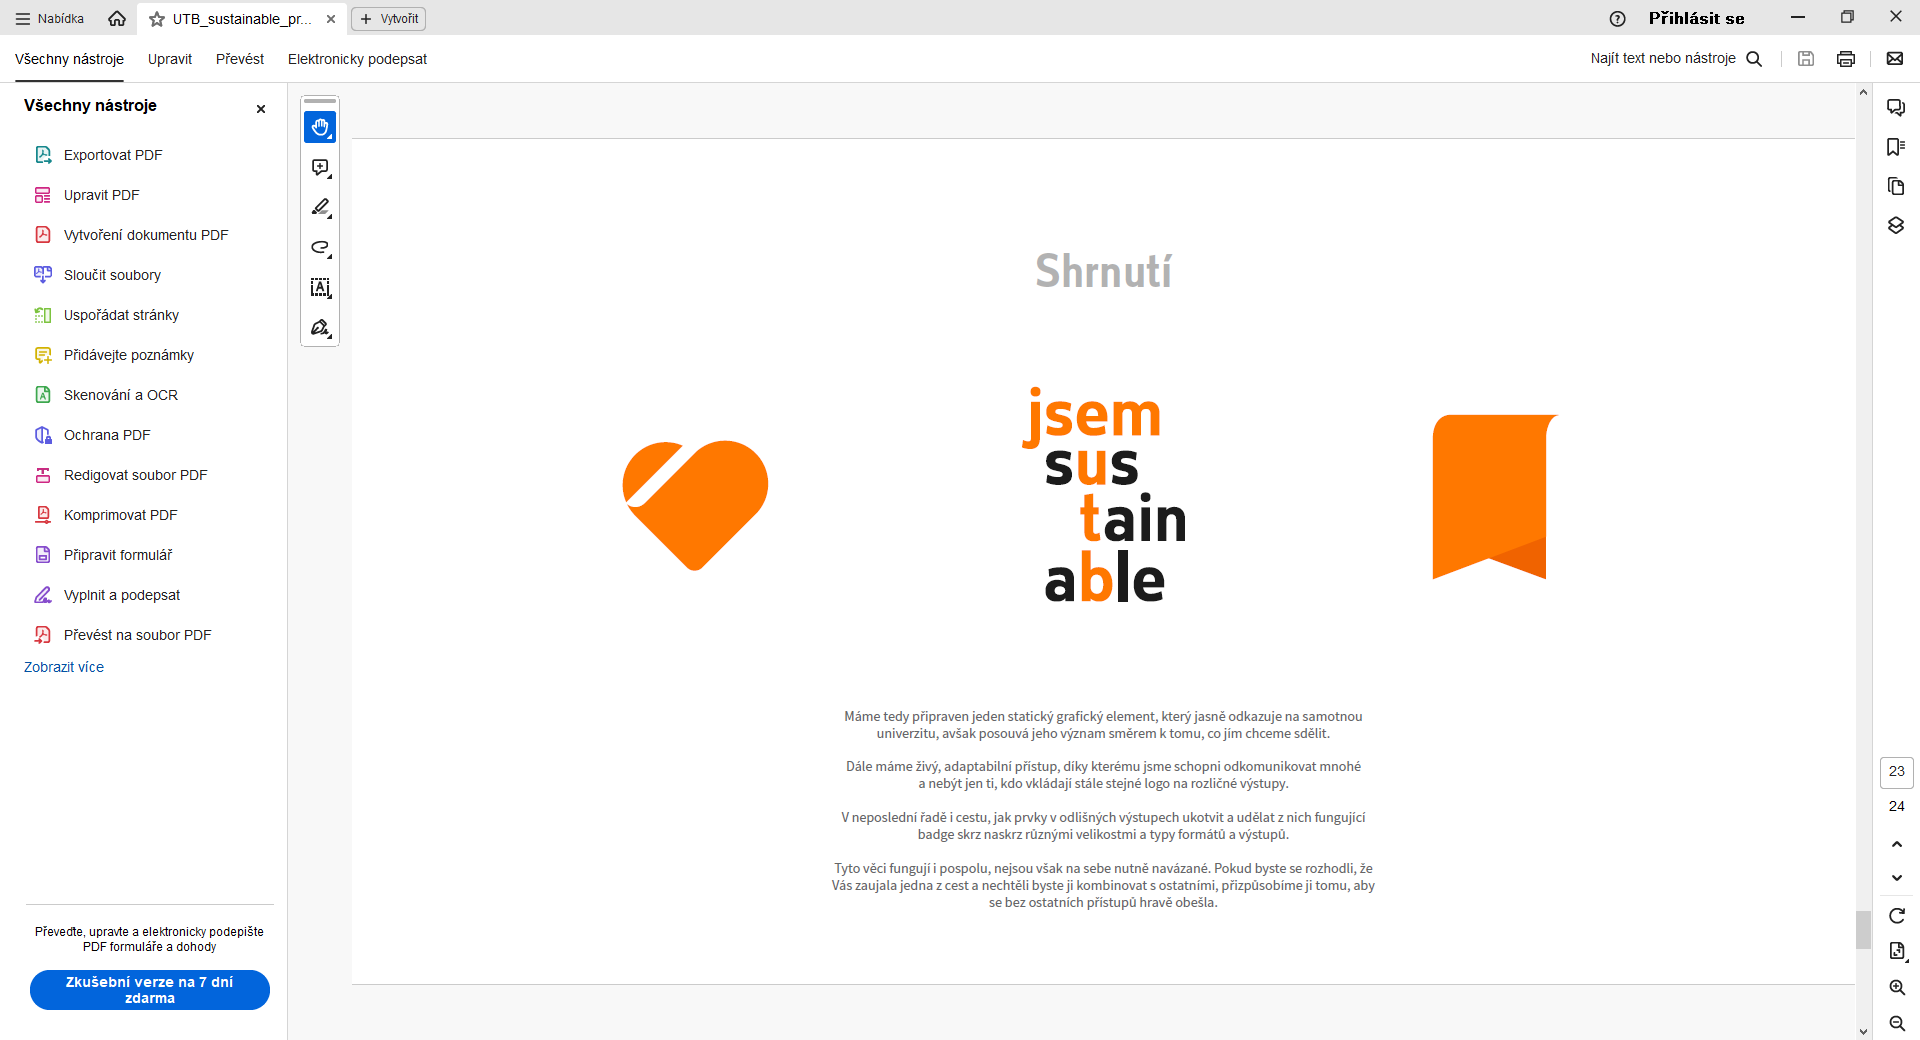 Nabídka
UTB_sustainable_pr...
Vytvořit
Přihlásit se
Všechny nástroje
Upravit
Převést
Elektronicky podepsat
Najít text nebo nástroje
Všechny nástroje
Exportovat PDF
Upravit PDF
Vytvoření dokumentu PDF
Sloučit soubory
Uspořádat stránky
Přidávejte poznámky
Skenování a OCR
Ochrana PDF
Redigovat soubor PDF
Komprimovat PDF
Připravit formulář
Vyplnit a podepsat
Převést na soubor PDF
Zobrazit více
Převeďte, upravte a elektronicky podepište
PDF formuláře a dohody
Zkušební verze na 7 dní
zdarma
Shrnutí
jsem
sus
tain
able
Máme tedy připraven jeden statický grafický element, který jasně odkazuje na samotnou
univerzitu, avšak posouvá jeho význam směrem k tomu, co jím chceme sdělit.
Dále máme živý, adaptabilní přístup, díky kterému jsme schopni odkomunikovat mnohé
a nebýt jen ti, kdo vkládají stále stejné logo na rozličné výstupy.
V neposlední řadě i cestu, jak prvky v odlišných výstupech ukotvit a udělat z nich fungující
badge skrz naskrz různými velikostmi a typy formátů a výstupů.
Tyto věci fungují i pospolu, nejsou však na sebe nutně navázané. Pokud byste se rozhodli, že
Vás zaujala jedna z cest a nechtěli byste ji kombinovat s ostatními, přizpůsobíme ji tomu, aby
se bez ostatních přístupů hravě obešla.
23
24